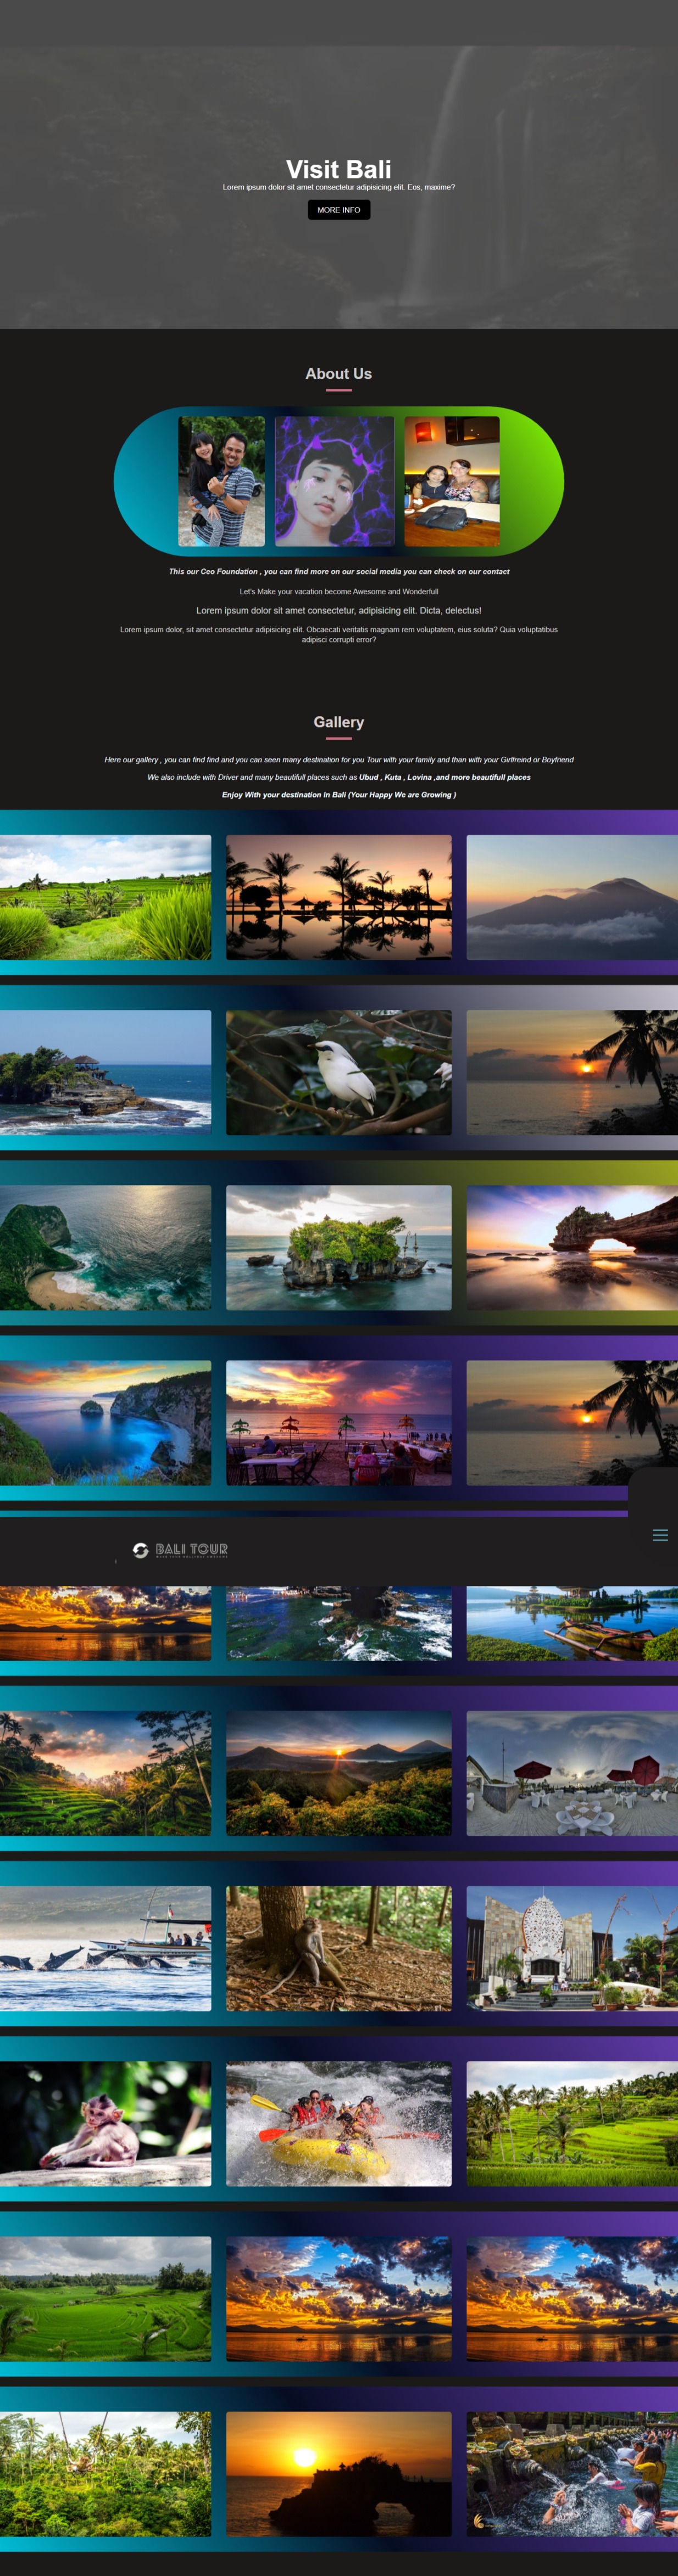 Visit Bali
Lorem ipsum dolor sit amet consectetur adipisicing elit. Eos, maxime?
MORE INFO
About Us
This our Ceo Foundation , you can find more on our social media you can check on our contact
Let's Make your vacation become Awesome and Wonderfull
Lorem ipsum dolor sit amet consectetur, adipisicing elit. Dicta, delectus!
Lorem ipsum dolor, sit amet consectetur adipisicing elit. Obcaecati veritatis magnam rem voluptatem, eius soluta? Quia voluptatibus
adipisci corrupti error?
Gallery
Here our gallery , you can find find and you can seen many destination for you Tour with your family and than with your Girlfreind or Boyfriend
We also include with Driver and many beautifull places such as Ubud , Kuta , Lovina ,and more beautifull places
Enjoy With your destination In Bali (Your Happy We are Growing )
BALI TOUR